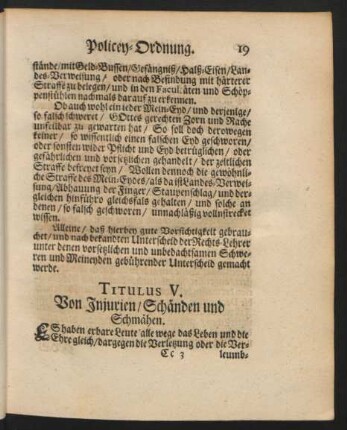 Policey-Ordnung. 19
stände/ mit Geld-Bussen/ Gefängniß/ Halß-Eisen/ Lan-
des-Verweisung/ oder nach Befindung mit härterer
Straffe zu belegen/ und in den Facultäten und Schöp-
penstühlen nachmals darauf zu erkennen.
Ob auch wohl ein jeder Mein-Eyd/ und derjenige/
so falsch schweret/ GOttes gerechten Zorn und Rache
unfeilbar zu gewarten hat/ So soll doch derowegen
keiner/ so wissentlich einen falschen Eyd geschworen/
oder sonsten wider Pflicht und Eyd betrüglichen/ oder
gefährlichen und vorsetzlichen gehandelt/ der zeitlichen
Straffe befreyet seyn/ Wollen dennoch die gewöhnli-
che Straffe des Mein-Eydes/ als da ist Landes-Verwei-
sung/ Abhauung der Finger/ Staupenschlag/ und der-
gleichen hinführo gleichfals gehalten/ und solche an
denen/ so falsch geschworen/ unnachläßig vollnstrecket
wissen.
Alleine/ daß hierbey gute Vorsichtigkeit gebrau-
chet/ und nach bekandten Unterscheid der Rechts-Lehrer
unter denen vorsetzlichen und unbedachtsamen Schwe-
ren und Meineyden gebührender Unterscheid gemacht
werde.
TITULUS V.
Von Injurien/ Schänden und
Schmähen.
ES haben erbare Leute alle wege das Leben und die
Ehre gleich/ dargegen die Verletzung oder die Ver-
Cc 3 leumb-